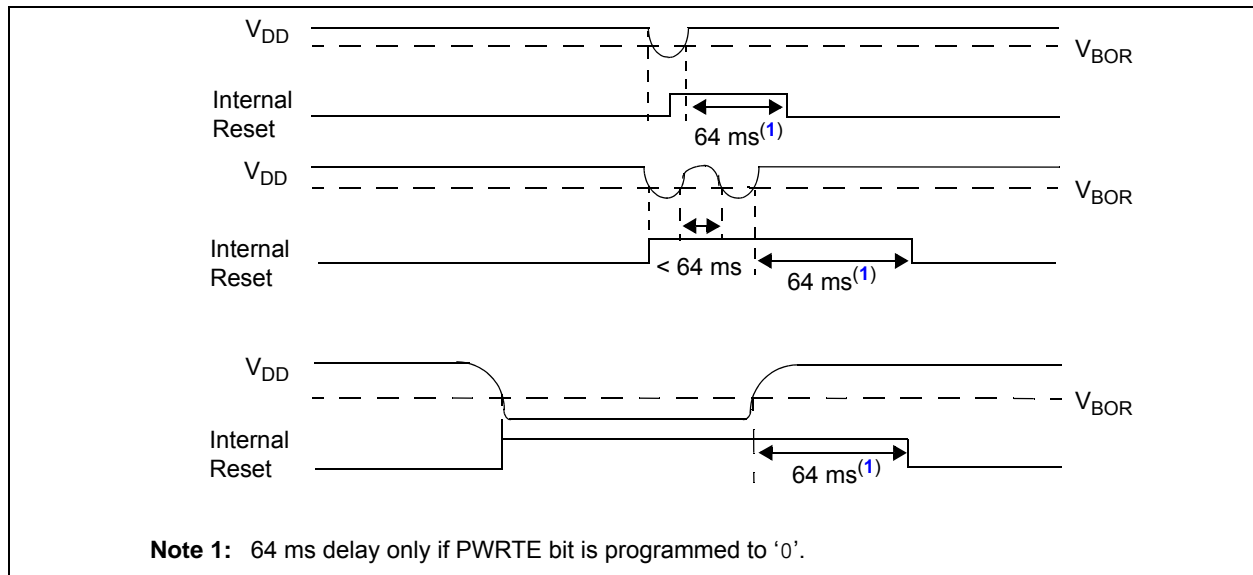 VDD
VBOR
Internal
Reset
64 ms(1)
VDD
VBOR
Internal
Reset
< 64 ms
64 ms(1)
VDD
VBOR
Internal
Reset
64 ms(1)
Note 1: 64 ms delay only if PWRTE bit is programmed to ‘0’.